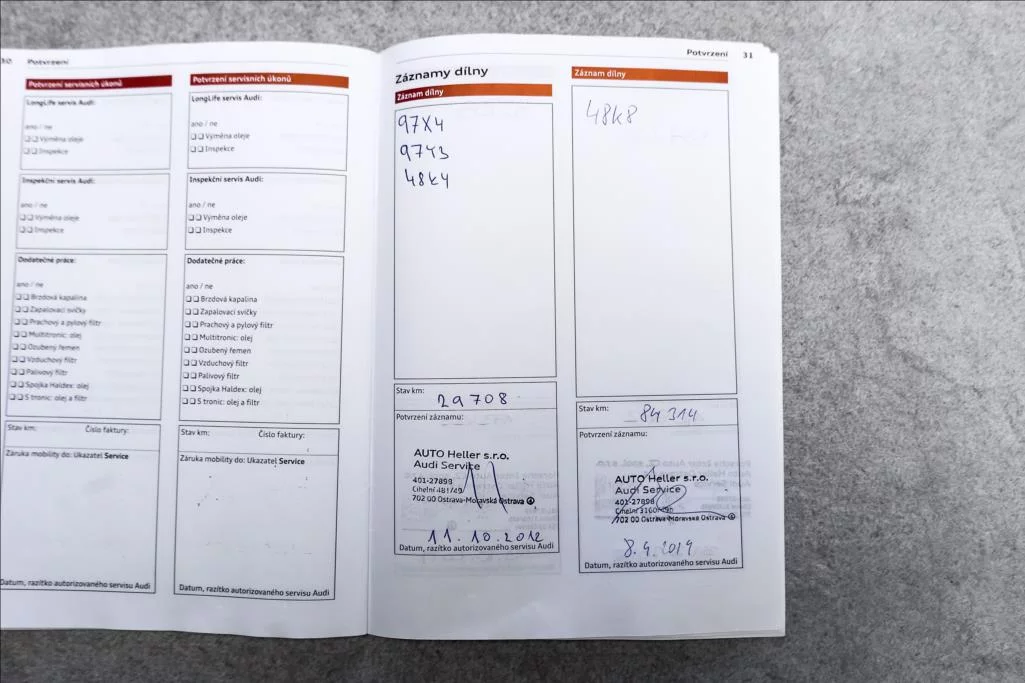 30 Potvrzení
Potvrzení servisních úkonů
LongLife servis Audi:
ano / ne
Výměna oleje
Inspekce
Inspekční servis Audi:
ano / ne
Výměna oleje
Inspekce
Dodatečné práce:
ano / ne
Brzdová kapalina
Zapalovací svíčky
Prachový a pylový filtr
Multitronic: olej
Ozubený řemen
Vzduchový filtr
Palivový filtr
Spojka Haldex: olej
S tronic: olej a filtr
Stav km: Číslo faktury:
Záruka mobility do: Ukazatel Service
Datum, razítko autorizovaného servisu Audi
Potvrzení servisních úkonů
LongLife servis Audi:
ano / ne
Výměna oleje
Inspekce
Inspekční servis Audi:
ano / ne
Výměna oleje
Inspekce
Dodatečné práce:
ano / ne
Brzdová kapalina
Zapalovací svíčky
Prachový a pylový filtr
Multitronic: olej
Ozubený řemen
Vzduchový filtr
Palivový filtr
Spojka Haldex: olej
S tronic: olej a filtr
Stav km: Číslo faktury:
Záruka mobility do: Ukazatel Service
Datum, razítko autorizovaného servisu Audi
Potvrzení 31
Záznamy dílny
Záznam dílny
97X4
97Y3
48k4
Stav km:
29708
Potvrzení záznamu:
AUTO Heller s.r.o.
Audi Service
401-27898
Cihelní
702 00 Ostrava-Moravská Ostrava
11.10.2012
Datum, razítko autorizovaného servisu Audi
Záznam dílny
48k8
Stav km:
84 314
Potvrzení záznamu:
AUTO Heller s.r.o.
Audi Service
401-27898
Cihelní
702 00 Ostrava-Moravská Ostrava
8.4.2019
Datum, razítko autorizovaného servisu Audi